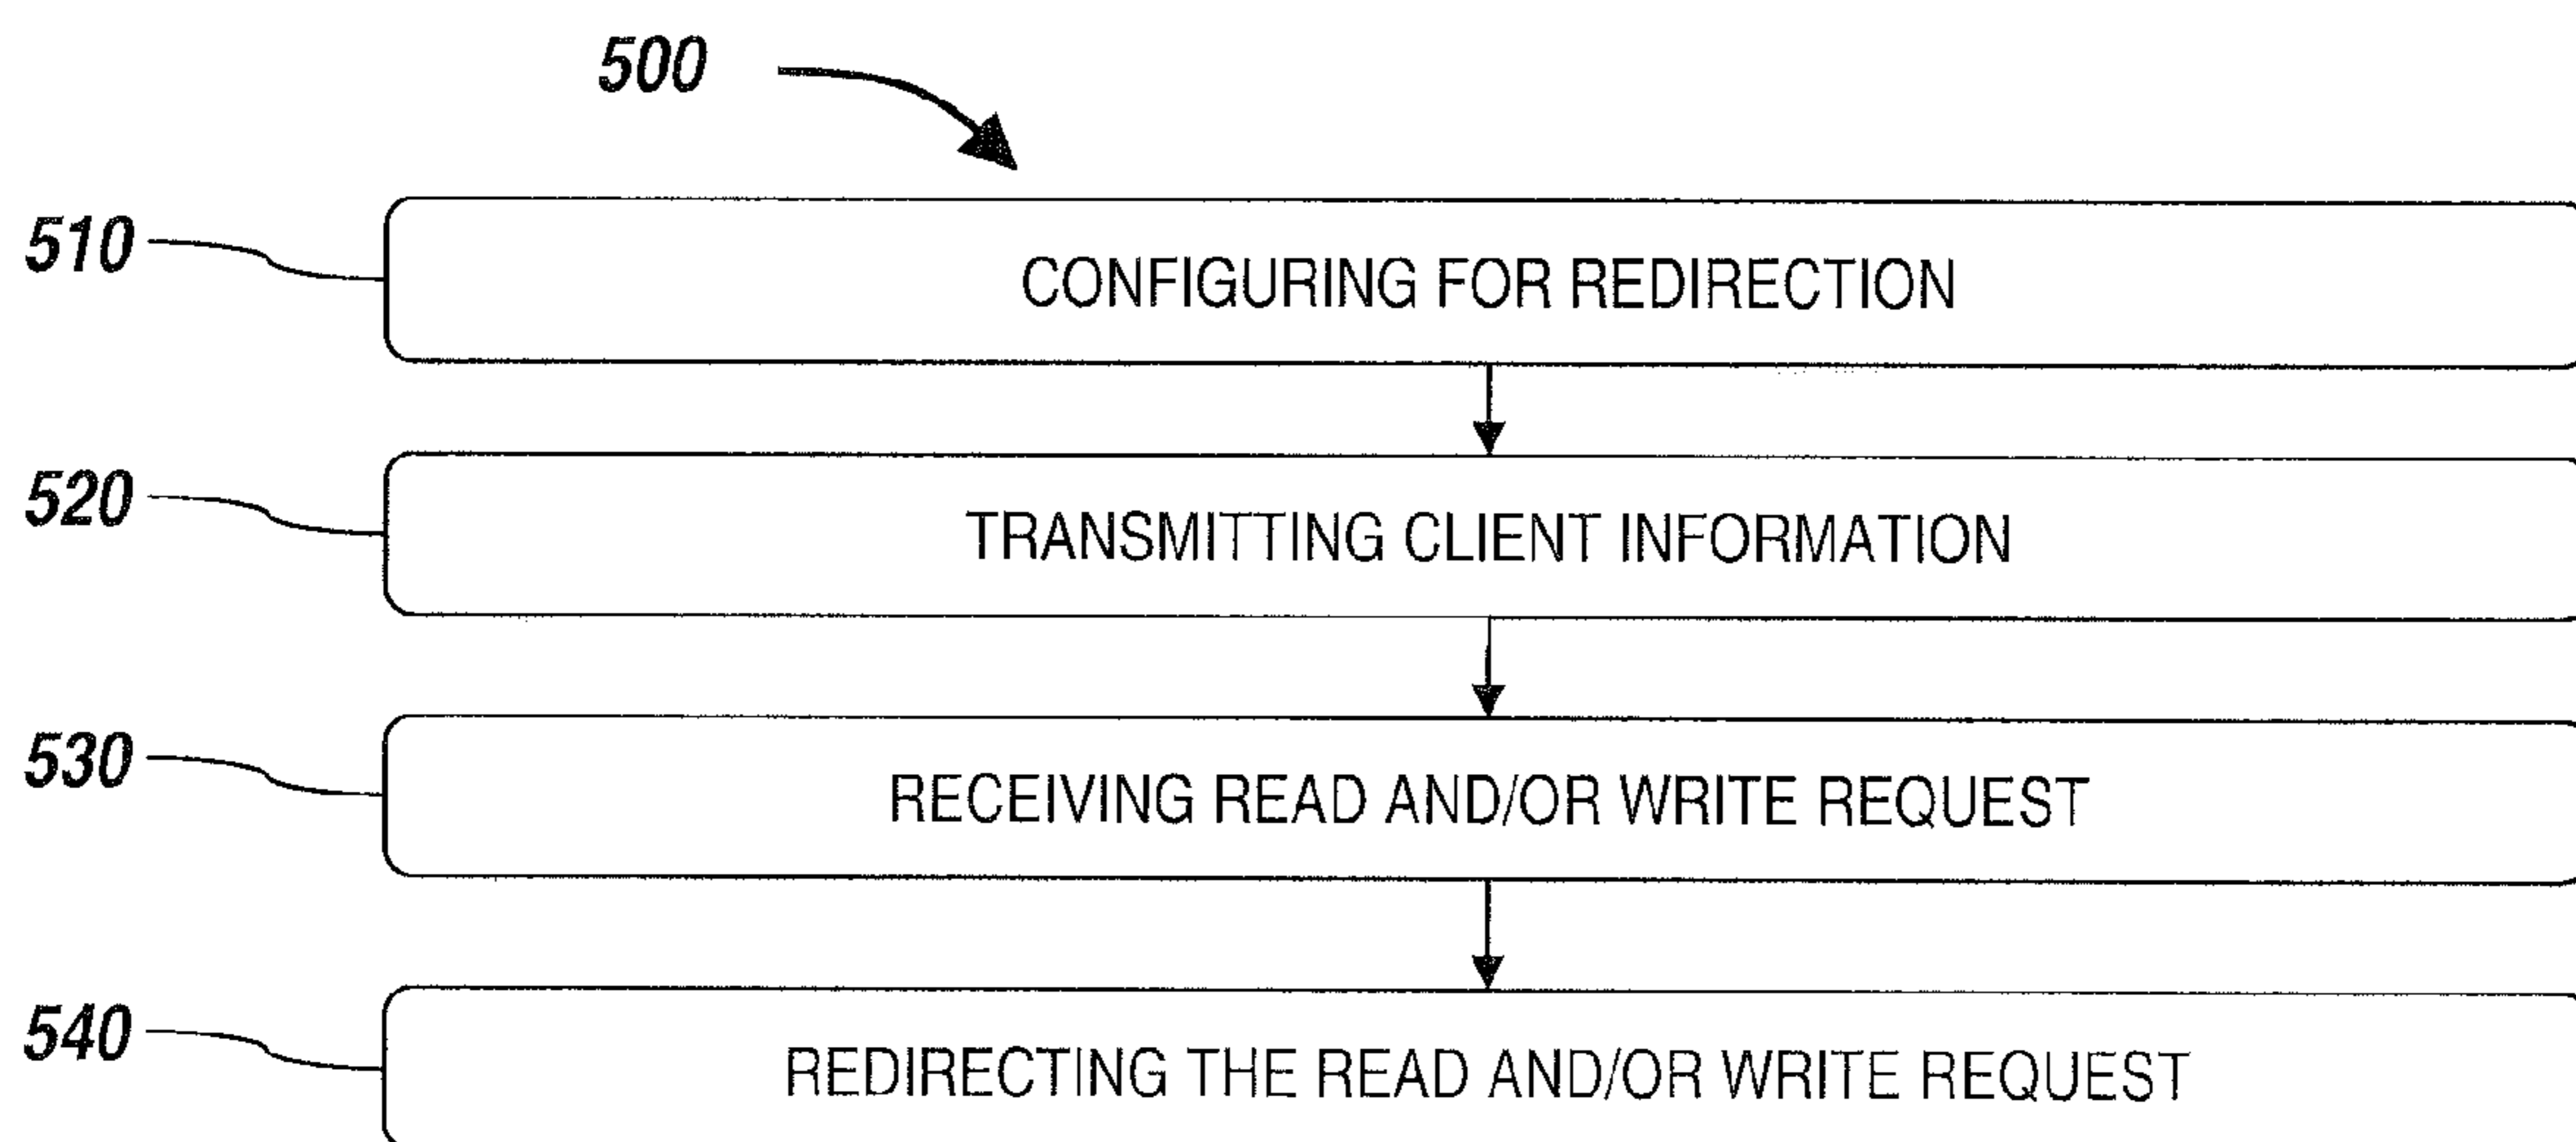 500
510
CONFIGURING FOR REDIRECTION
520
TRANSMITTING CLIENT INFORMATION
530
RECEIVING READ AND/OR WRITE REQUEST
540
REDIRECTING THE READ AND/OR WRITE REQUEST